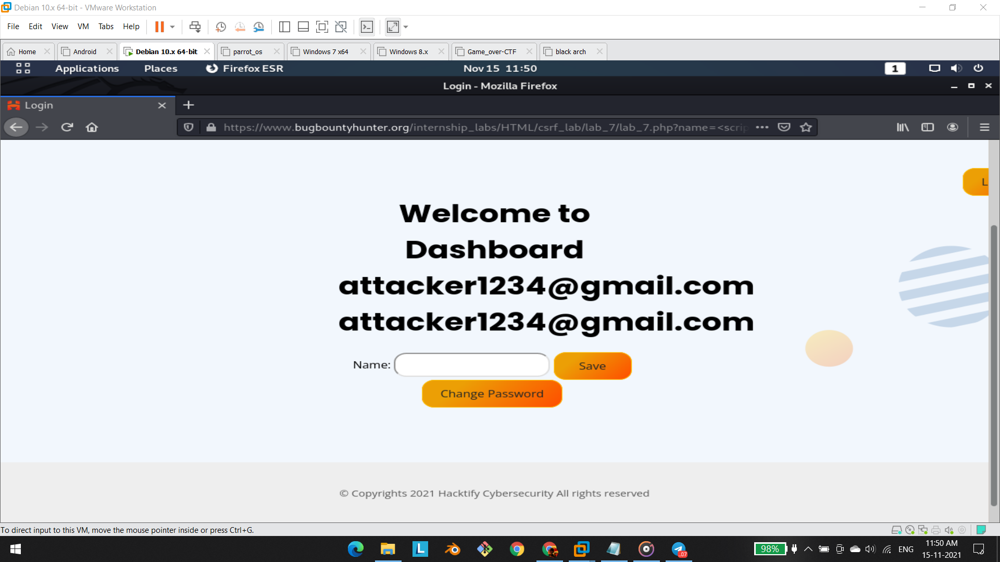 Debian 10.x 64-bit - VMware Workstation
File Edit View VM Tabs Help
Home Android Debian 10.x 64-bit parrot_os Windows 7 x64 Windows 8.x Game_over-CTF black arch
Applications Places Firefox ESR Nov 15 11:50 1
Login - Mozilla Firefox
Login
https://www.bugbountyhunter.org/internship_labs/HTML/csrf_lab/lab_7/lab_7.php?name=<scrip
L
Welcome to
Dashboard
attacker1234@gmail.com
attacker1234@gmail.com
Name: Save
Change Password
© Copyrights 2021 Hacktify Cybersecurity All rights reserved
To direct input to this VM, move the mouse pointer inside or press Ctrl+G.
L 07 98% ENG 11:50 AM
15-11-2021